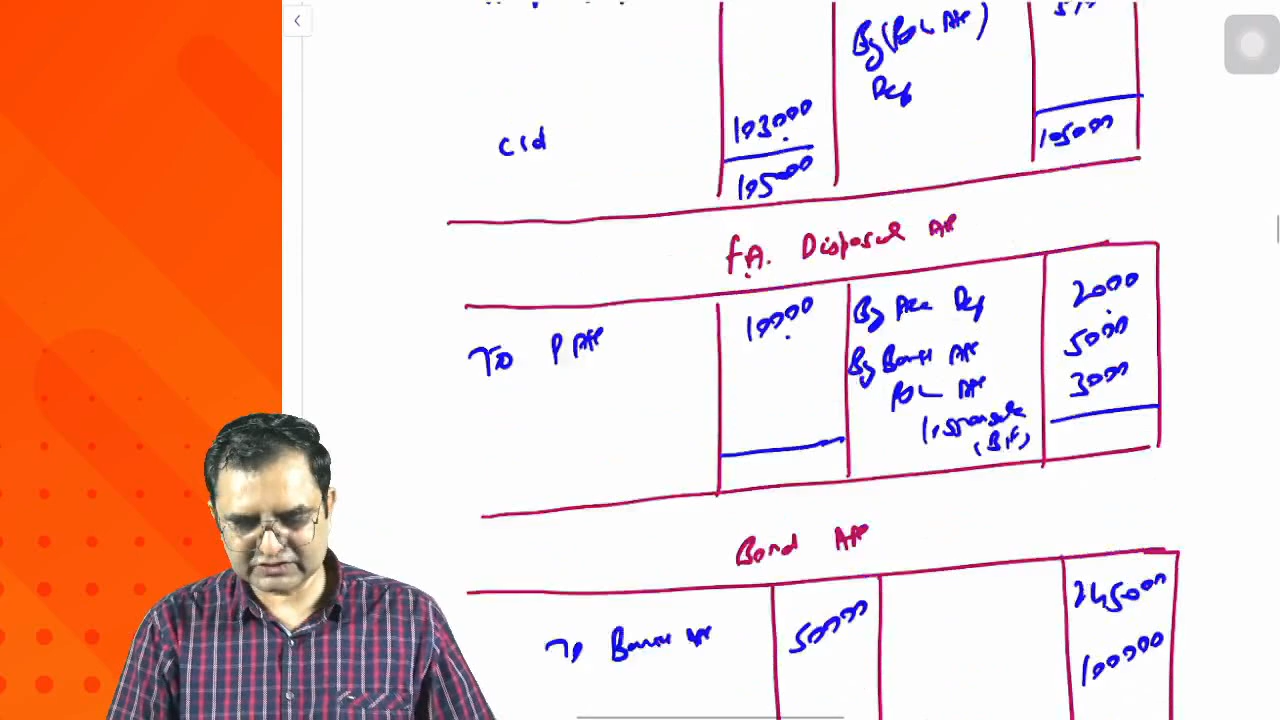 By (P&L A/c)
Dep
c/d 103000 105000
105000
F.A. Disposal A/c
To P A/c 10000 By Acc Dep 2000
By Bank A/c 5000
P&L A/c 3000
(B/F)
Bond A/c
245000
To Bank A/c 50000
100000